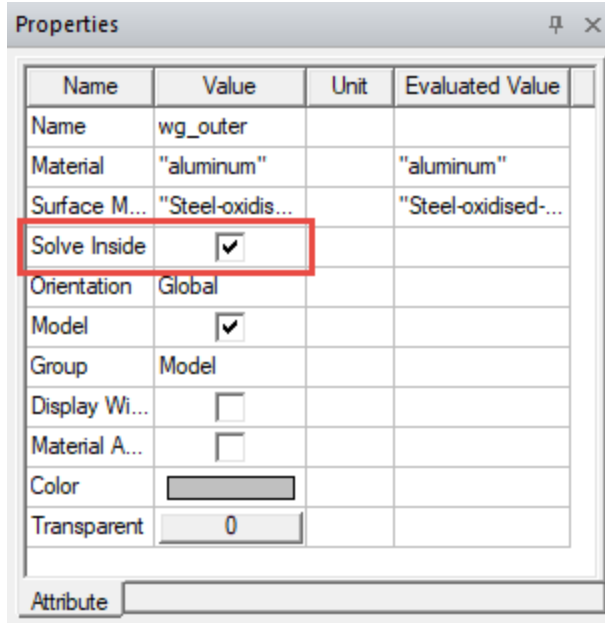 Properties
Name Value Unit Evaluated Value
Name wg_outer
Material "aluminum" "aluminum"
Surface M... "Steel-oxidis... "Steel-oxidised-...
Solve Inside
Orientation Global
Model
Group Model
Display Wi...
Material A...
Color
Transparent 0
Attribute